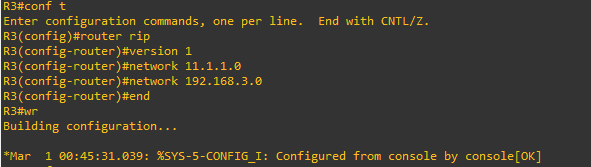 R3#conf t
Enter configuration commands, one per line.  End with CNTL/Z.
R3(config)#router rip
R3(config-router)#version 1
R3(config-router)#network 11.1.1.0
R3(config-router)#network 192.168.3.0
R3(config-router)#end
R3#wr
Building configuration...

*Mar  1 00:45:31.039: %SYS-5-CONFIG_I: Configured from console by console[OK]